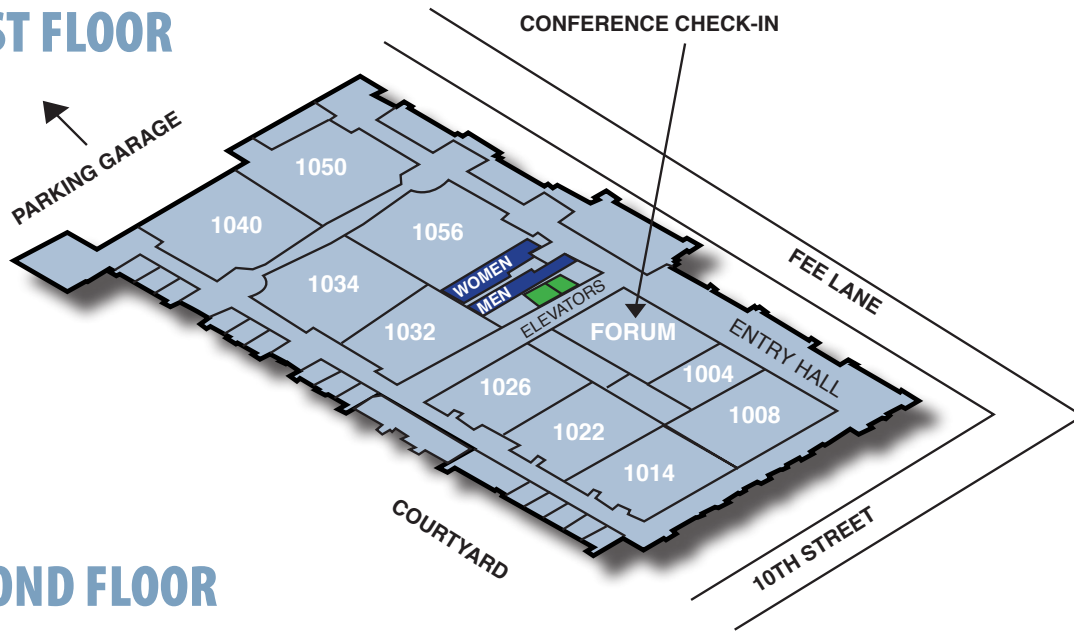 ST FLOOR
CONFERENCE CHECK-IN
PARKING GARAGE
1050
1040
1056
FEE LANE
WOMEN
1034
MEN
ELEVATORS
1032
FORUM
ENTRY HALL
1004
1026
1008
1022
1014
COURTYARD
10TH STREET
OND FLOOR